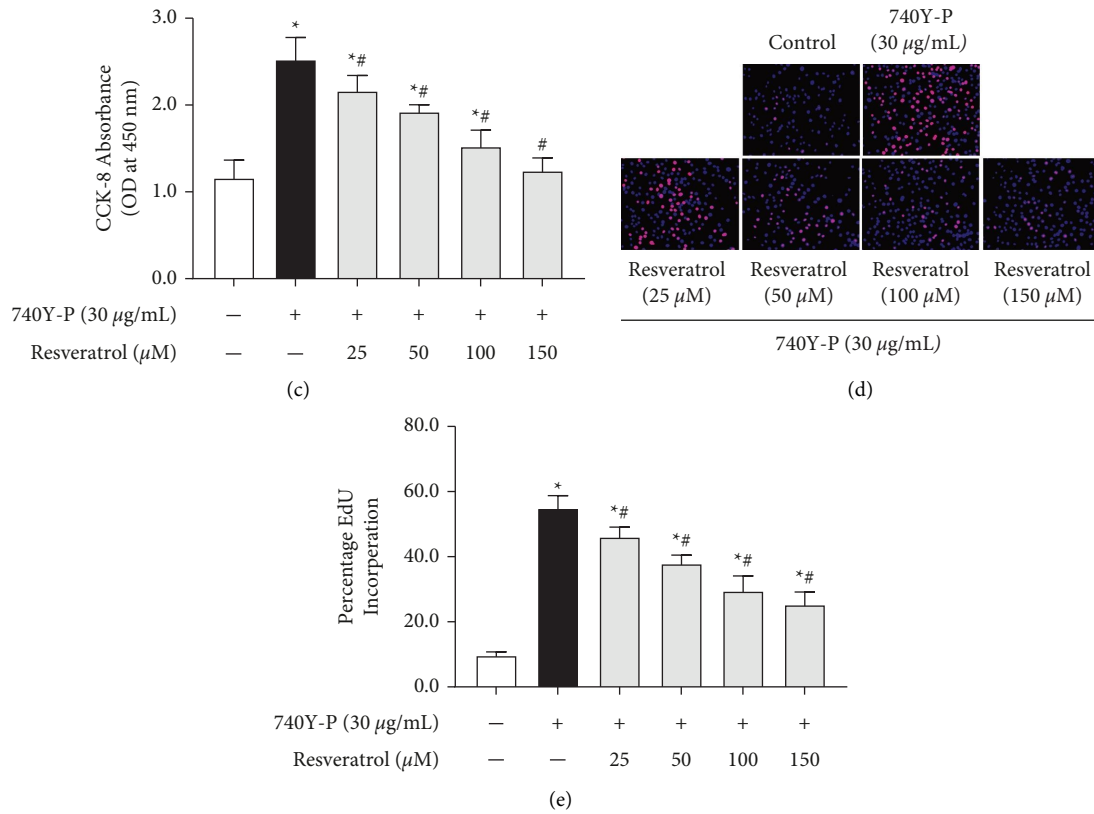 3.0
2.0
1.0
0.0
CCK-8 Absorbance
(OD at 450 nm)
*
*#
*#
*#
#
740Y-P (30 μg/mL) — + + + + +
Resveratrol (μM) — — 25 50 100 150
(c)
Control
740Y-P
(30 μg/mL)
Resveratrol
(25 μM)
Resveratrol
(50 μM)
Resveratrol
(100 μM)
Resveratrol
(150 μM)
740Y-P (30 μg/mL)
(d)
80.0
60.0
40.0
20.0
0.0
Percentage EdU
Incorperation
*
*#
*#
*#
*#
740Y-P (30 μg/mL) — + + + + +
Resveratrol (μM) — — 25 50 100 150
(e)